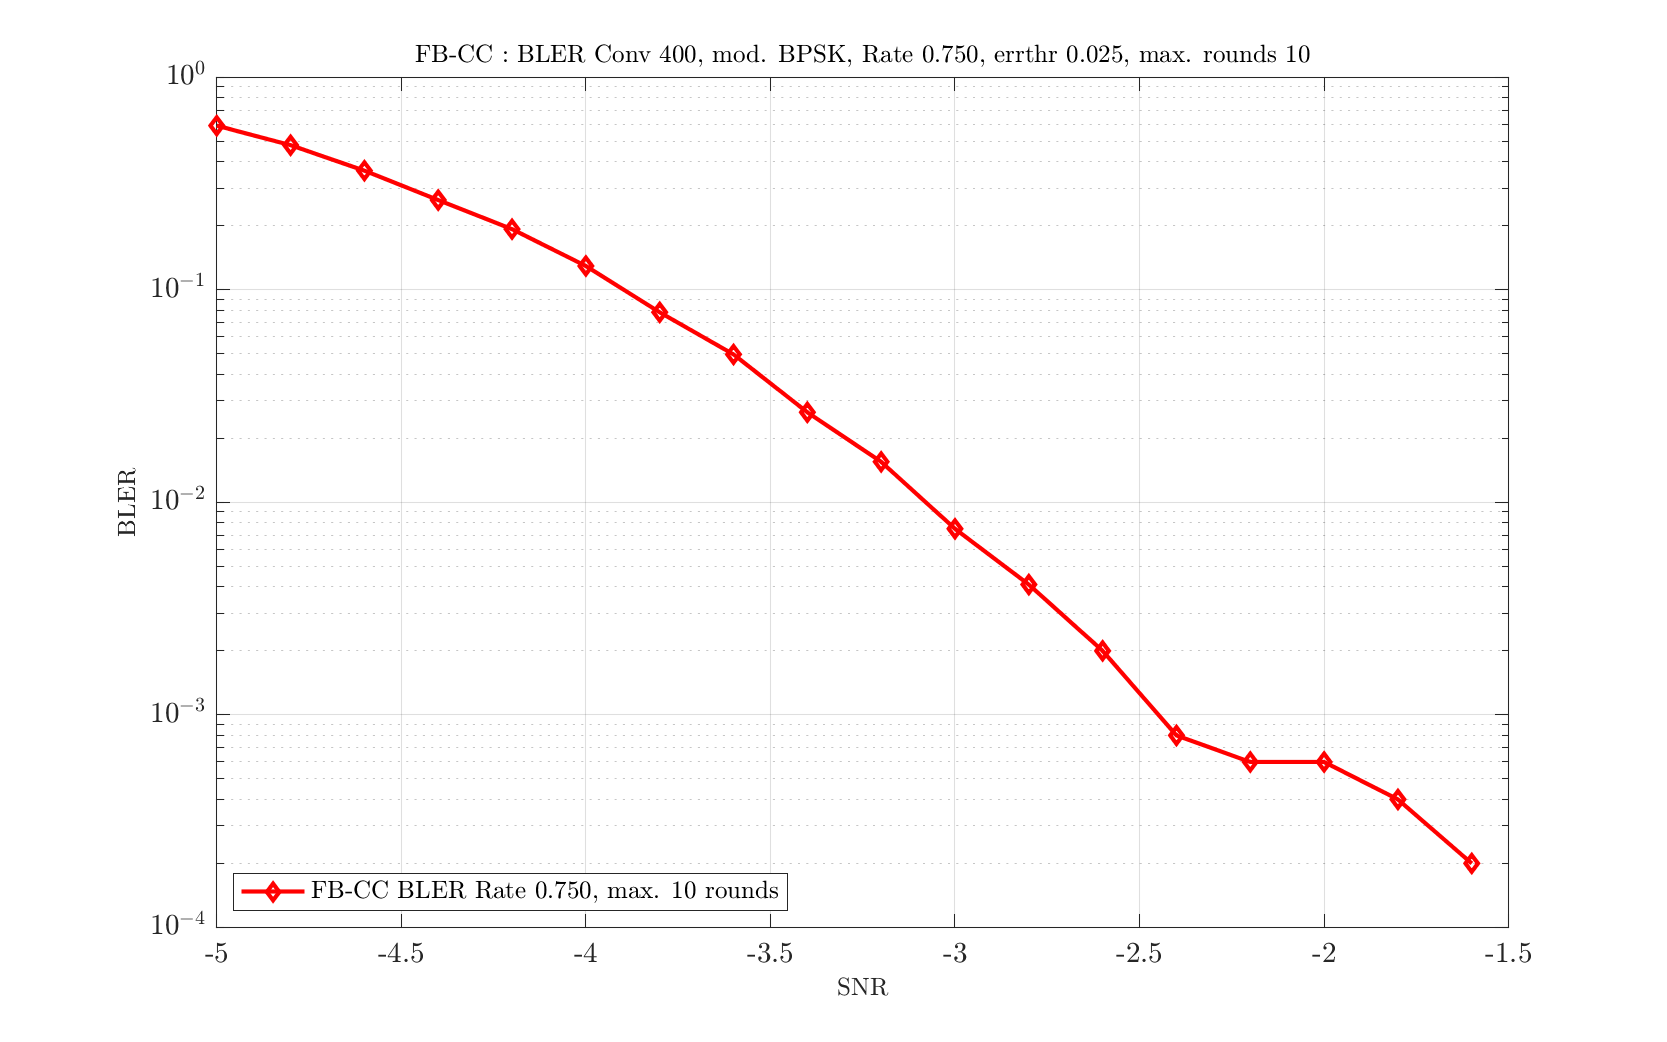 FB-CC : BLER Conv 400, mod. BPSK, Rate 0.750, errthr 0.025, max. rounds 10
10^0
10^-1
10^-2
10^-3
10^-4
BLER
FB-CC BLER Rate 0.750, max. 10 rounds
-5 -4.5 -4 -3.5 -3 -2.5 -2 -1.5
SNR